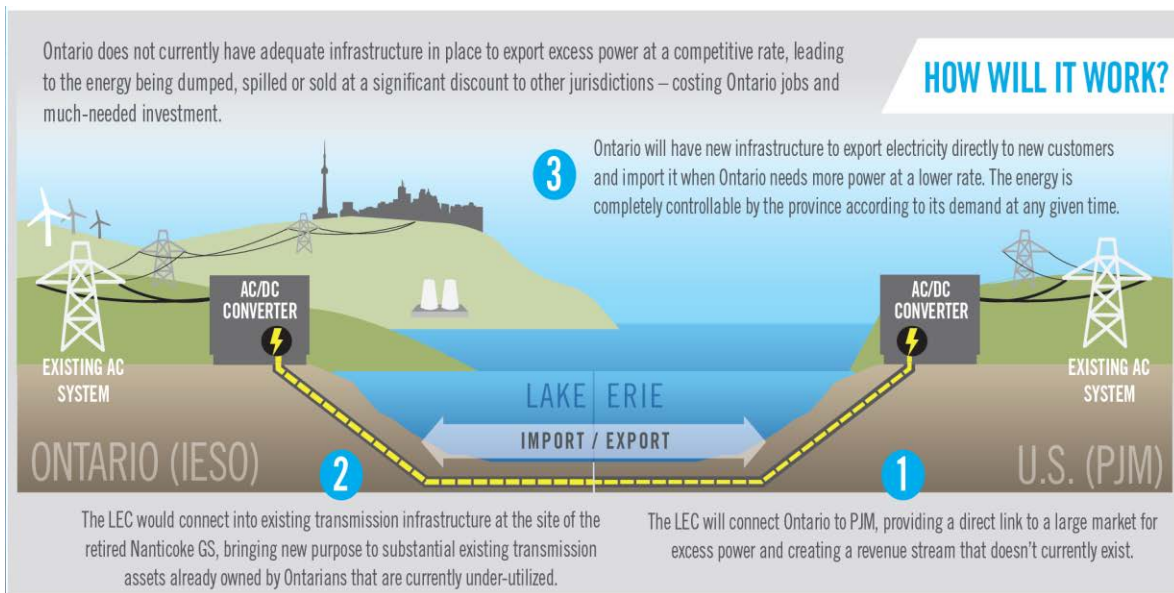 Ontario does not currently have adequate infrastructure in place to export excess power at a competitive rate, leading
to the energy being dumped, spilled or sold at a significant discount to other jurisdictions – costing Ontario jobs and
much-needed investment.
HOW WILL IT WORK?
3
Ontario will have new infrastructure to export electricity directly to new customers
and import it when Ontario needs more power at a lower rate. The energy is
completely controllable by the province according to its demand at any given time.
AC/DC
CONVERTER
EXISTING AC
SYSTEM
AC/DC
CONVERTER
EXISTING AC
SYSTEM
LAKE ERIE
IMPORT / EXPORT
ONTARIO (IESO)
U.S. (PJM)
2
The LEC would connect into existing transmission infrastructure at the site of the
retired Nanticoke GS, bringing new purpose to substantial existing transmission
assets already owned by Ontarians that are currently under-utilized.
1
The LEC will connect Ontario to PJM, providing a direct link to a large market for
excess power and creating a revenue stream that doesn't currently exist.